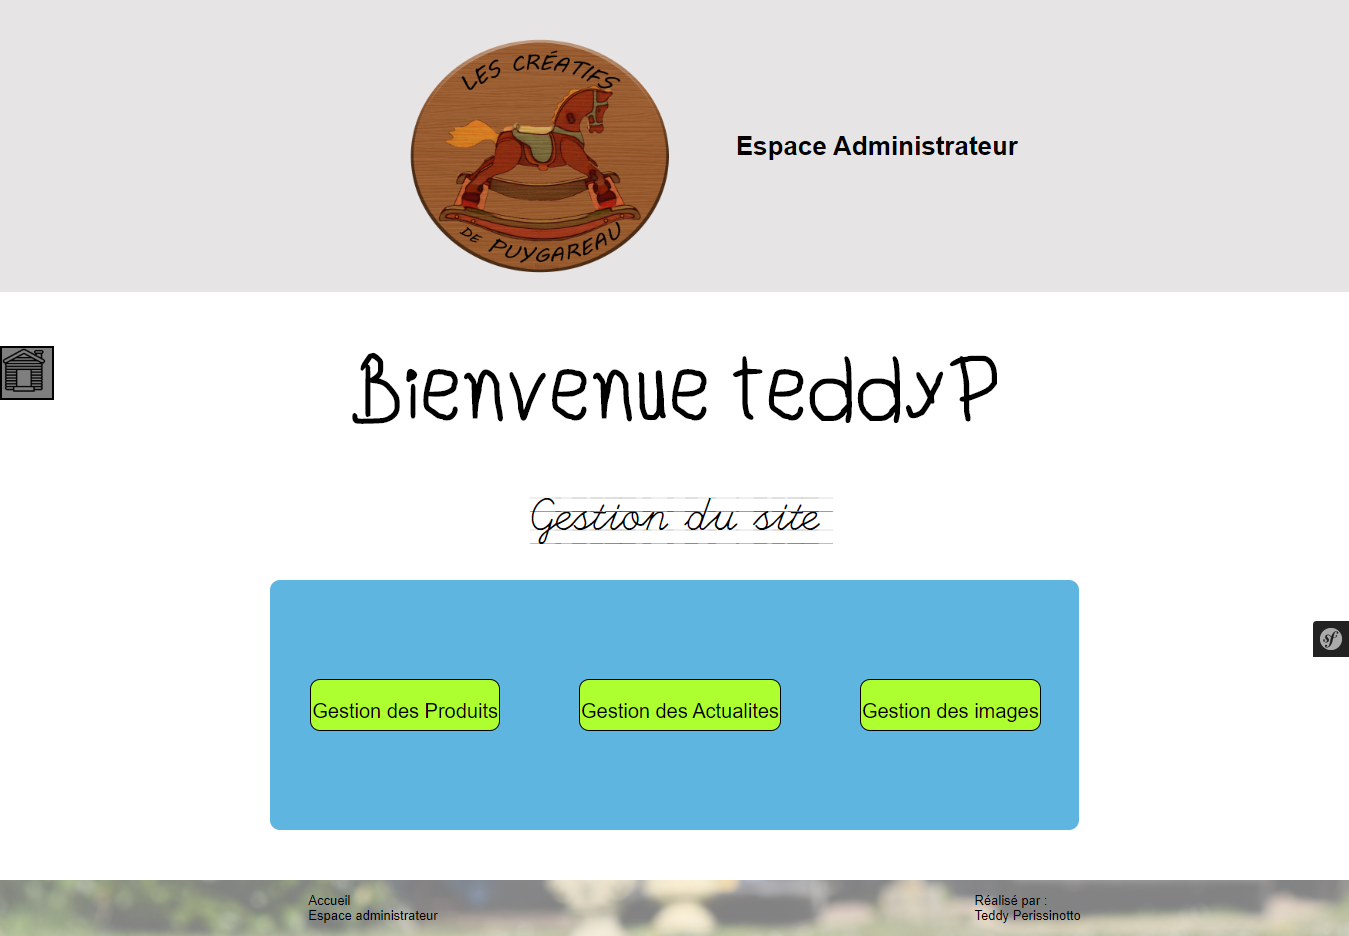 LES CRÉATIFS
DE PUYGAREAU
Espace Administrateur
Bienvenue teddyP
Gestion du site
Gestion des Produits
Gestion des Actualites
Gestion des images
sf
Accueil
Espace administrateur
Réalisé par :
Teddy Perissinotto